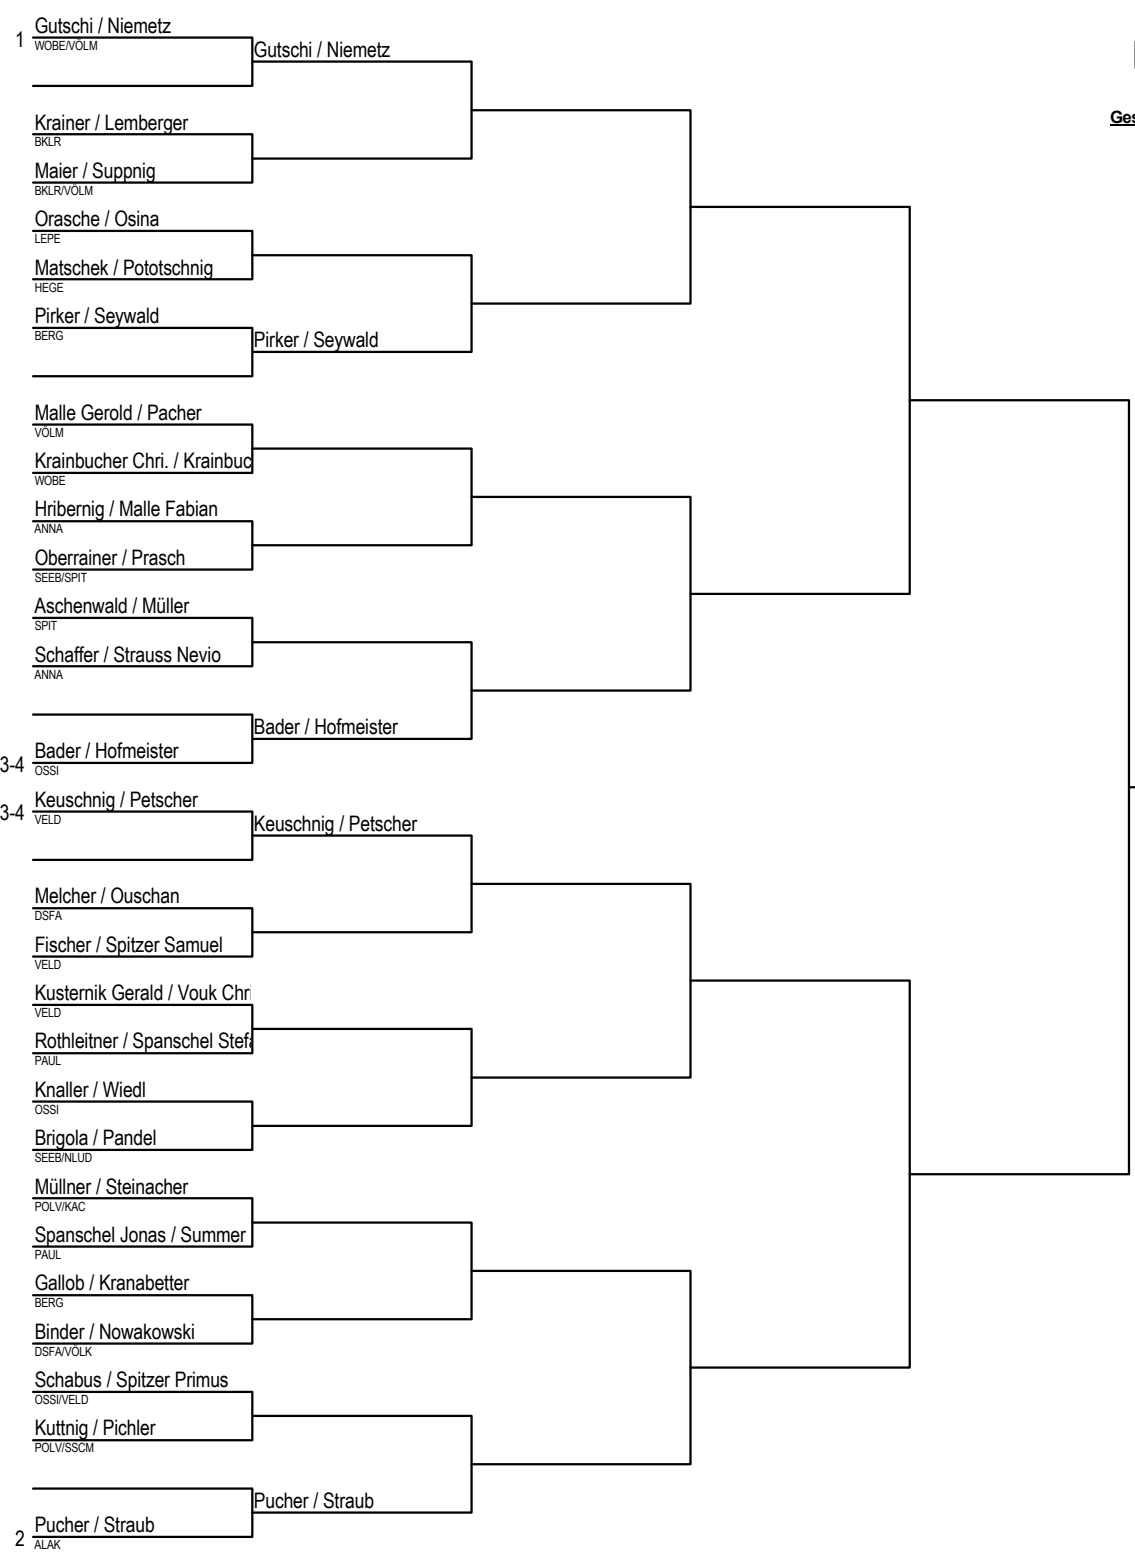 Gutschi / Niemetz
1
WOBE/VÖLM
Gutschi / Niemetz
Krainer / Lemberger
BKLR
Maier / Suppnig
BKLR/VÖLM
Orasche / Osina
LEPE
Matschek / Pototschnig
HEGE
Pirker / Seywald
BERG
Pirker / Seywald
Malle Gerold / Pacher
VÖLM
Krainbucher Chri. / Krainbuc
WOBE
Hribernig / Malle Fabian
ANNA
Oberrainer / Prasch
SEEB/SPIT
Aschenwald / Müller
SPIT
Schaffer / Strauss Nevio
ANNA
Bader / Hofmeister
Bader / Hofmeister
3-4
OSSI
Keuschnig / Petscher
3-4
VELD
Keuschnig / Petscher
Melcher / Ouschan
DSFA
Fischer / Spitzer Samuel
VELD
Kusternik Gerald / Vouk Chri
VELD
Rothleitner / Spanschel Stef
PAUL
Knaller / Wiedl
OSSI
Brigola / Pandel
SEEB/NLUD
Müllner / Steinacher
POLV/KAC
Spanschel Jonas / Summer
PAUL
Gallob / Kranabetter
BERG
Binder / Nowakowski
DSFA/VÖLK
Schabus / Spitzer Primus
OSSI/VELD
Kuttnig / Pichler
POLV/SSCM
Pucher / Straub
Pucher / Straub
2
ALAK
Ges